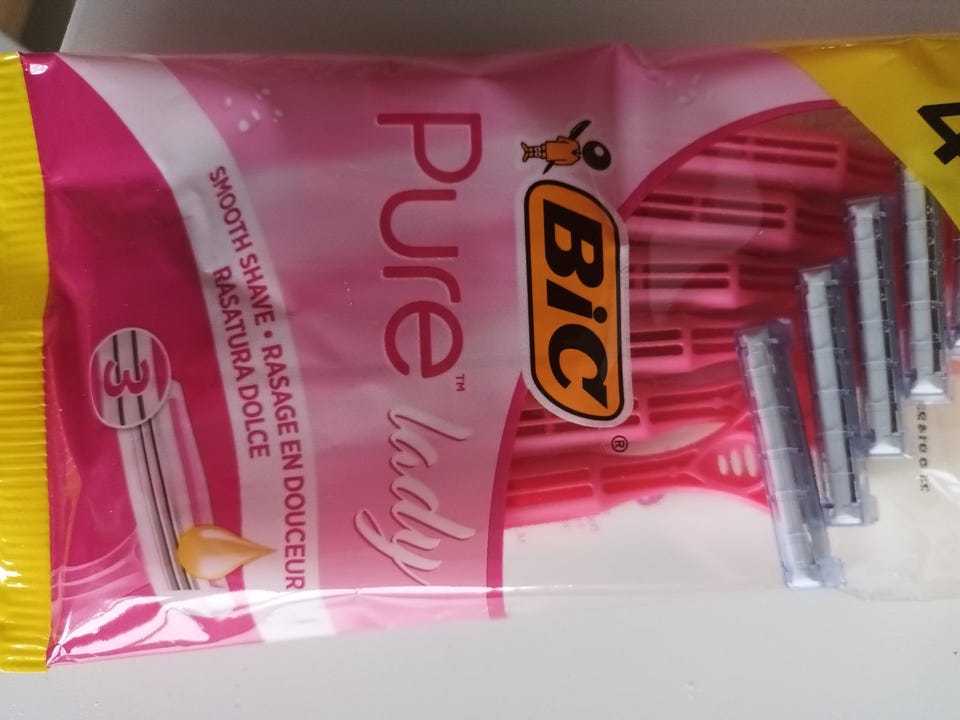 4
BiC
®
Pure™
lady
SMOOTH SHAVE • RASAGE EN DOUCEUR
RASATURA DOLCE
3